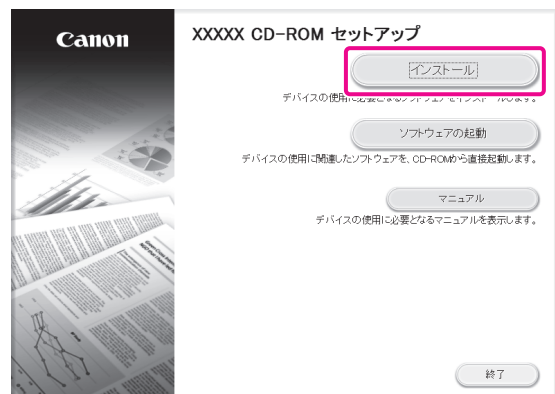 Canon
XXXXX CD-ROM セットアップ
インストール
デバイスの使用に必要となるソフトウェアをインストールします。
ソフトウェアの起動
デバイスの使用に関連したソフトウェアを、CD-ROMから直接起動します。
マニュアル
デバイスの使用に必要となるマニュアルを表示します。
終了